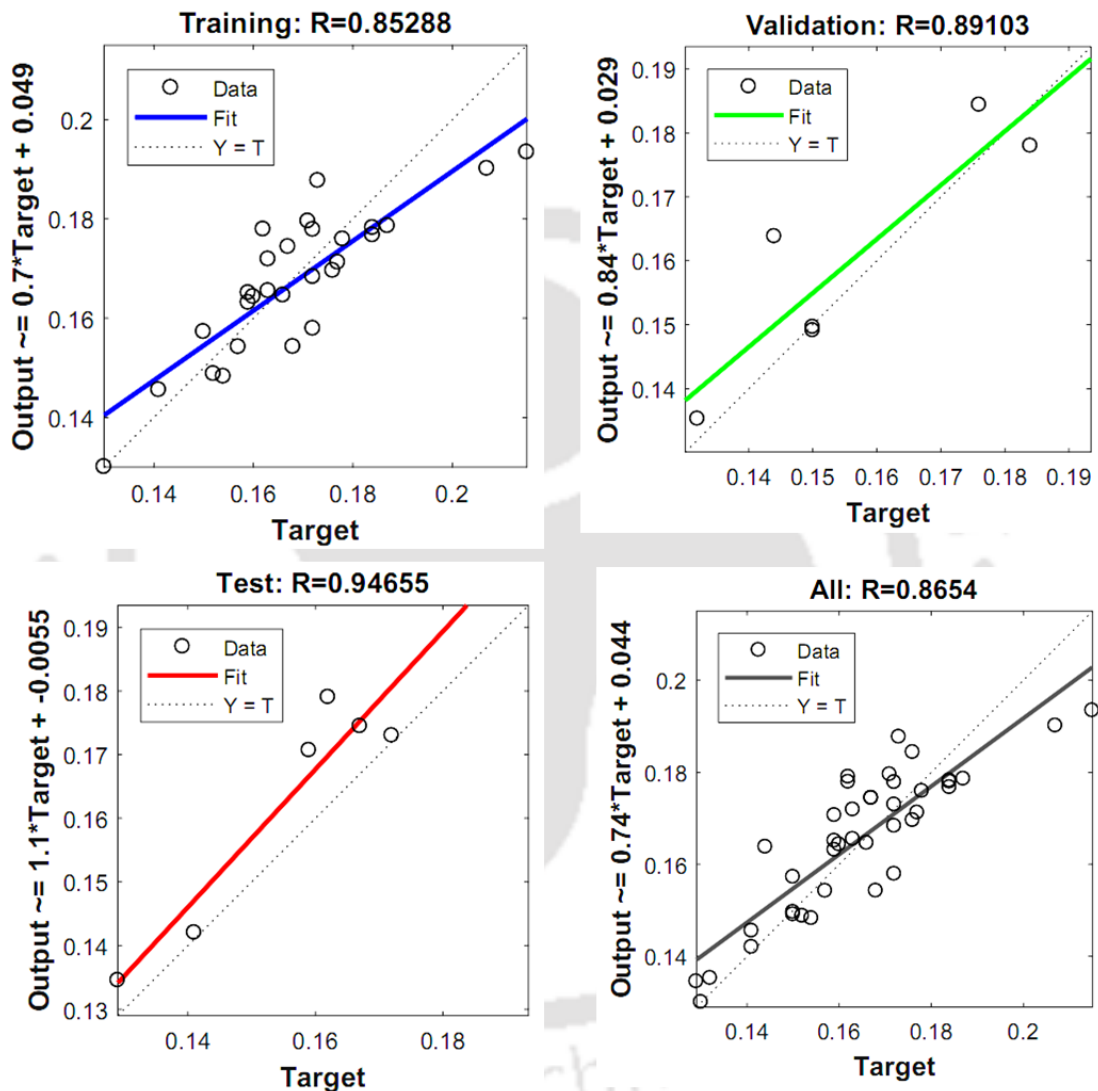 Training: R=0.85288
Output ~= 0.7*Target + 0.049
Data
Fit
Y = T
0.2
0.18
0.16
0.14
0.14 0.16 0.18 0.2
Target
Validation: R=0.89103
Output ~= 0.84*Target + 0.029
0.19
Data
Fit
Y = T
0.18
0.17
0.16
0.15
0.14
0.14 0.15 0.16 0.17 0.18 0.19
Target
Test: R=0.94655
Output ~= 1.1*Target + -0.0055
0.19
Data
Fit
Y = T
0.18
0.17
0.16
0.15
0.14
0.13
0.14 0.16 0.18
Target
All: R=0.8654
Output ~= 0.74*Target + 0.044
Data
Fit
Y = T
0.2
0.18
0.16
0.14
0.14 0.16 0.18 0.2
Target